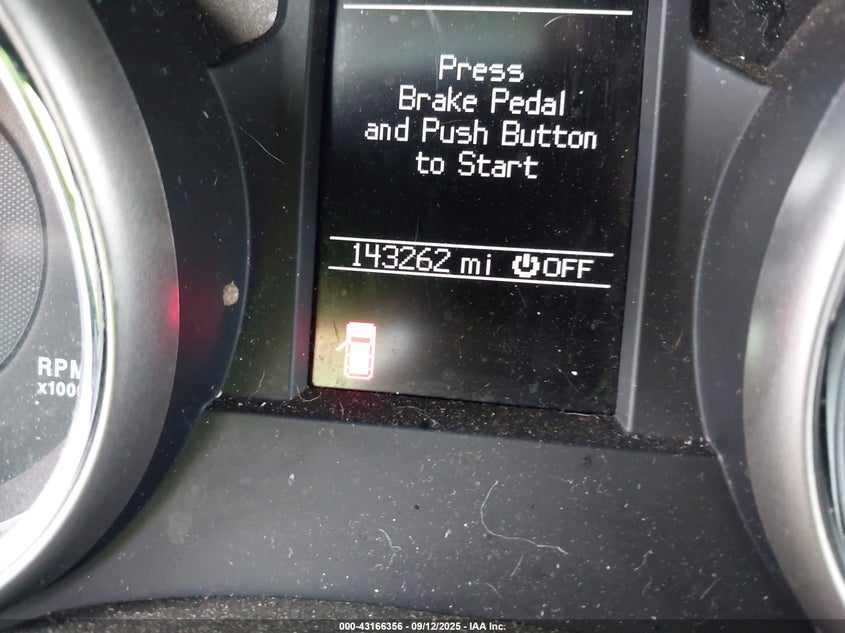 Press
Brake Pedal
and Push Button
to Start
143262 mi OFF
RPM
000-43166356 - 09/12/2025 - IAA Inc.